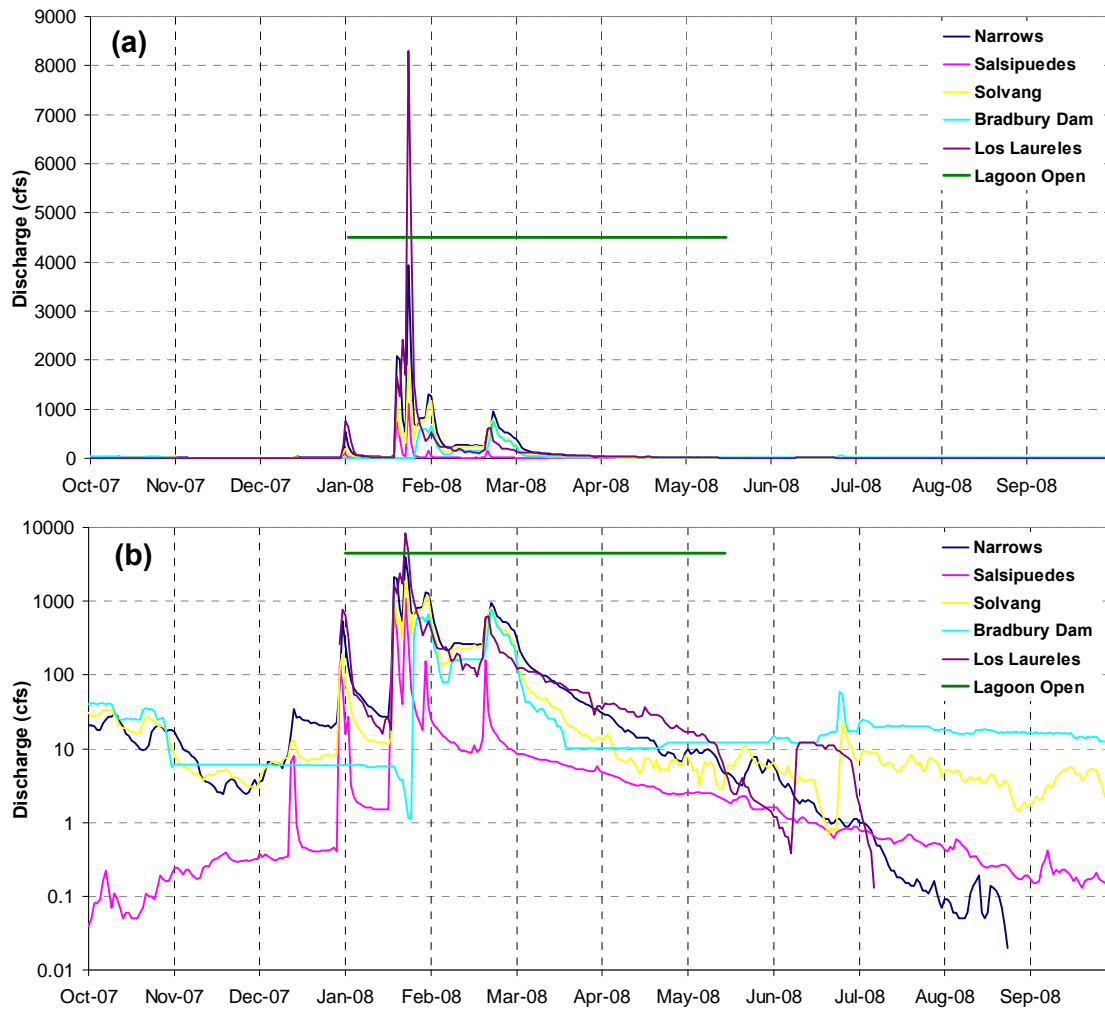 (a)
Discharge (cfs)
9000
8000
7000
6000
5000
4000
3000
2000
1000
0
Narrows
Salsipuedes
Solvang
Bradbury Dam
Los Laureles
Lagoon Open
Oct-07 Nov-07 Dec-07 Jan-08 Feb-08 Mar-08 Apr-08 May-08 Jun-08 Jul-08 Aug-08 Sep-08
(b)
Discharge (cfs)
10000
1000
100
10
1
0.1
0.01
Narrows
Salsipuedes
Solvang
Bradbury Dam
Los Laureles
Lagoon Open
Oct-07 Nov-07 Dec-07 Jan-08 Feb-08 Mar-08 Apr-08 May-08 Jun-08 Jul-08 Aug-08 Sep-08